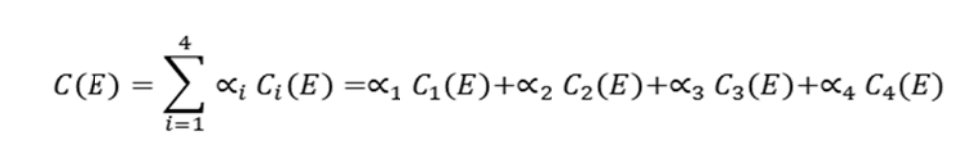 C(E) = ∑_{i=1}^{4} ∝_i C_i(E) =∝_1 C_1(E)+∝_2 C_2(E)+∝_3 C_3(E)+∝_4 C_4(E)